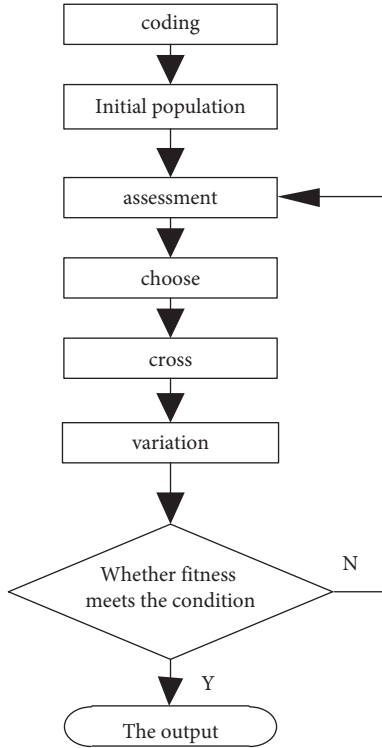 coding
Initial population
assessment
choose
cross
variation
Whether fitness
meets the condition
N
Y
The output